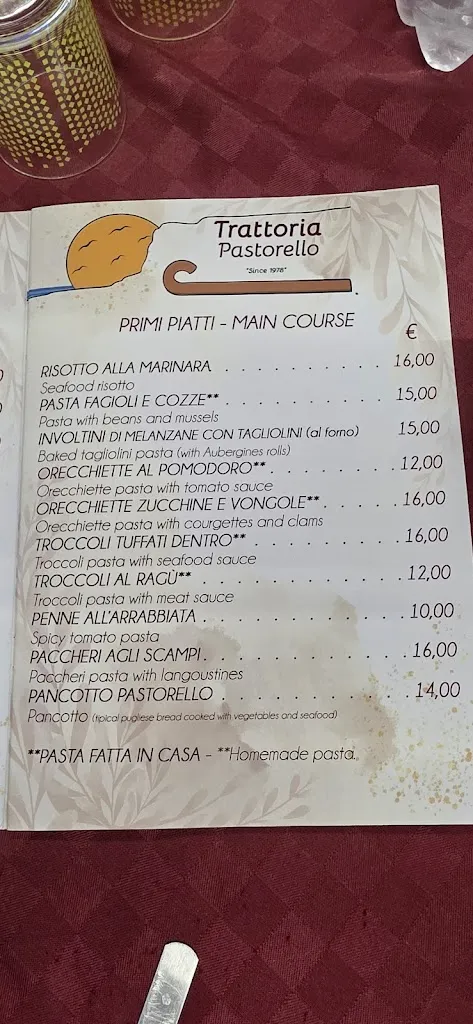 Trattoria
Pastorello
"Since 1978"
PRIMI PIATTI - MAIN COURSE
€
RISOTTO ALLA MARINARA . . . . . . . . . . . 16,00
Seafood risotto
PASTA FAGIOLI E COZZE** . . . . . . . . . . . 15,00
Pasta with beans and mussels
INVOLTINI DI MELANZANE CON TAGLIOLINI (al forno) 15,00
Baked tagliolini pasta (with Aubergines rolls)
ORECCHIETTE AL POMODORO** . . . . . . . . 12,00
Orecchiette pasta with tomato sauce
ORECCHIETTE ZUCCHINE E VONGOLE** . . . . . 16,00
Orecchiette pasta with courgettes and clams
TROCCOLI TUFFATI DENTRO** . . . . . . . . . 16,00
Troccoli pasta with seafood sauce
TROCCOLI AL RAGÙ** . . . . . . . . . . . . 12,00
Troccoli pasta with meat sauce
PENNE ALL'ARRABBIATA . . . . . . . . . . . 10,00
Spicy tomato pasta
PACCHERI AGLI SCAMPI . . . . . . . . . . . 16,00
Paccheri pasta with langoustines
PANCOTTO PASTORELLO . . . . . . . . . . . 14,00
Pancotto (tipical pugliese bread cooked with vegetables and seafood)
**PASTA FATTA IN CASA - **Homemade pasta.